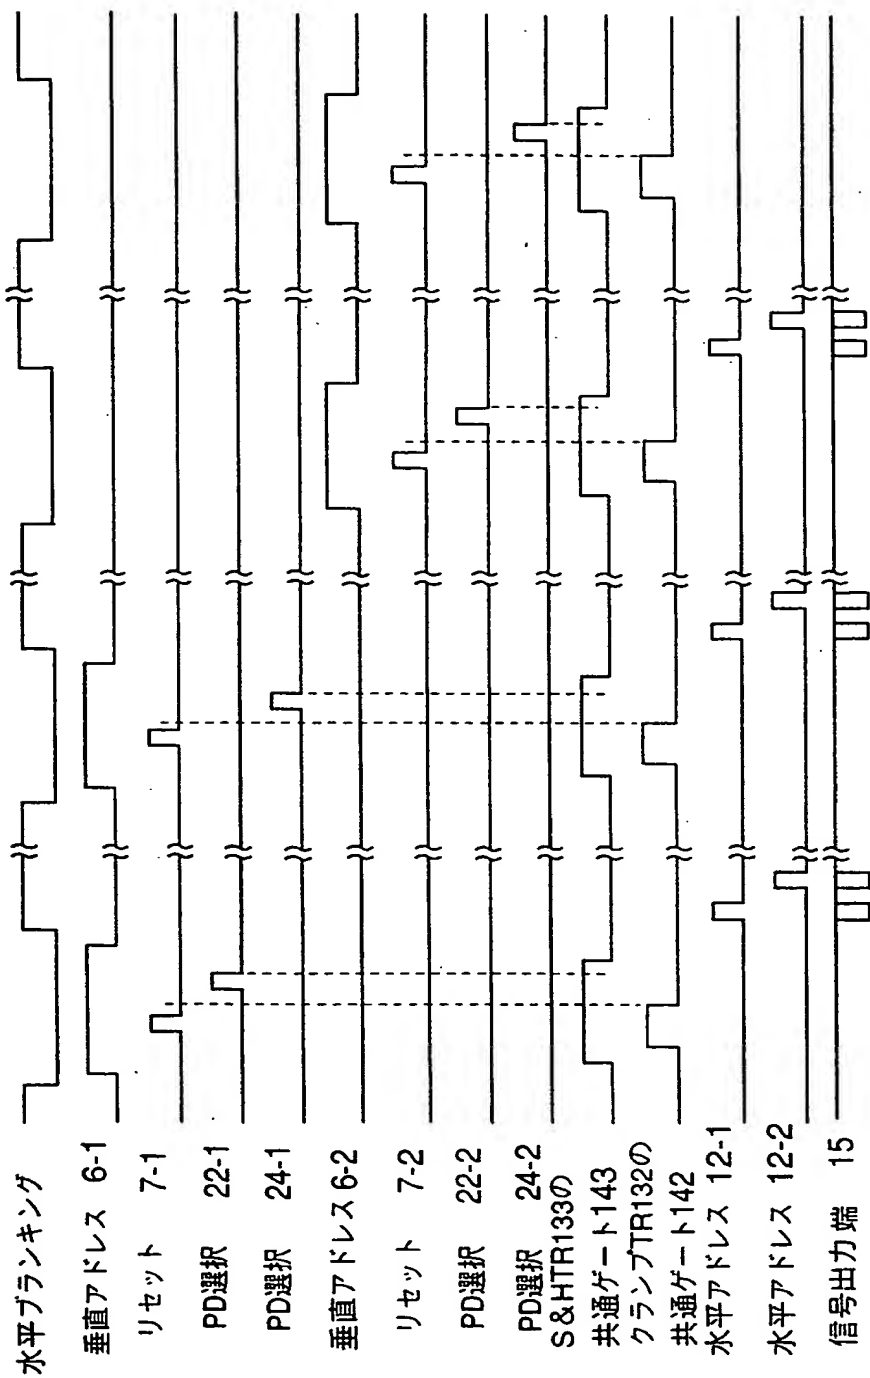 水平ブランキング
垂直アドレス 6-1
リセット 7-1
PD選択 22-1
PD選択 24-1
垂直アドレス 6-2
リセット 7-2
PD選択 22-2
PD選択 24-2
S&HTR133の
共通ゲート143
クランプTR132の
共通ゲート142
水平アドレス 12-1
水平アドレス 12-2
信号出力端 15